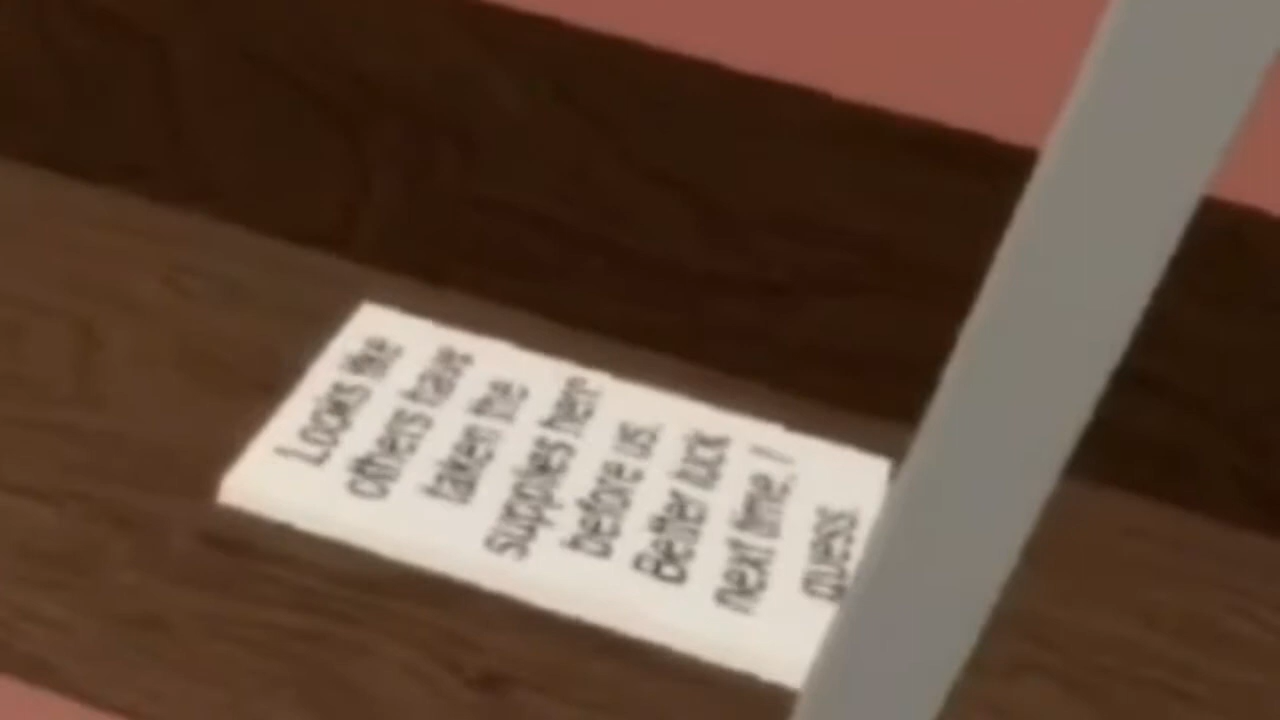 Looks like
others have
taken the
supplies here
before us.
Better luck
next time. I
guess.